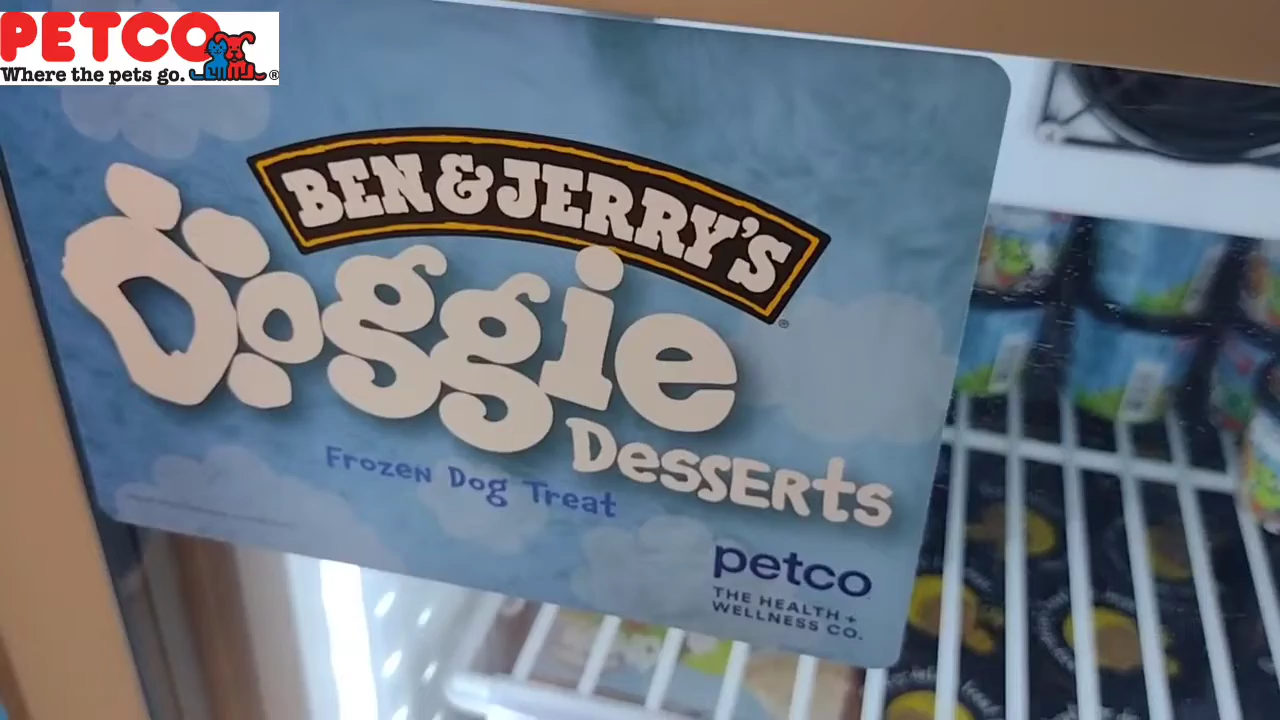 PETCO
Where the pets go. ®
BEN & JERRY'S ®
Doggie
Desserts
Frozen Dog Treat
petco
THE HEALTH +
WELLNESS CO.